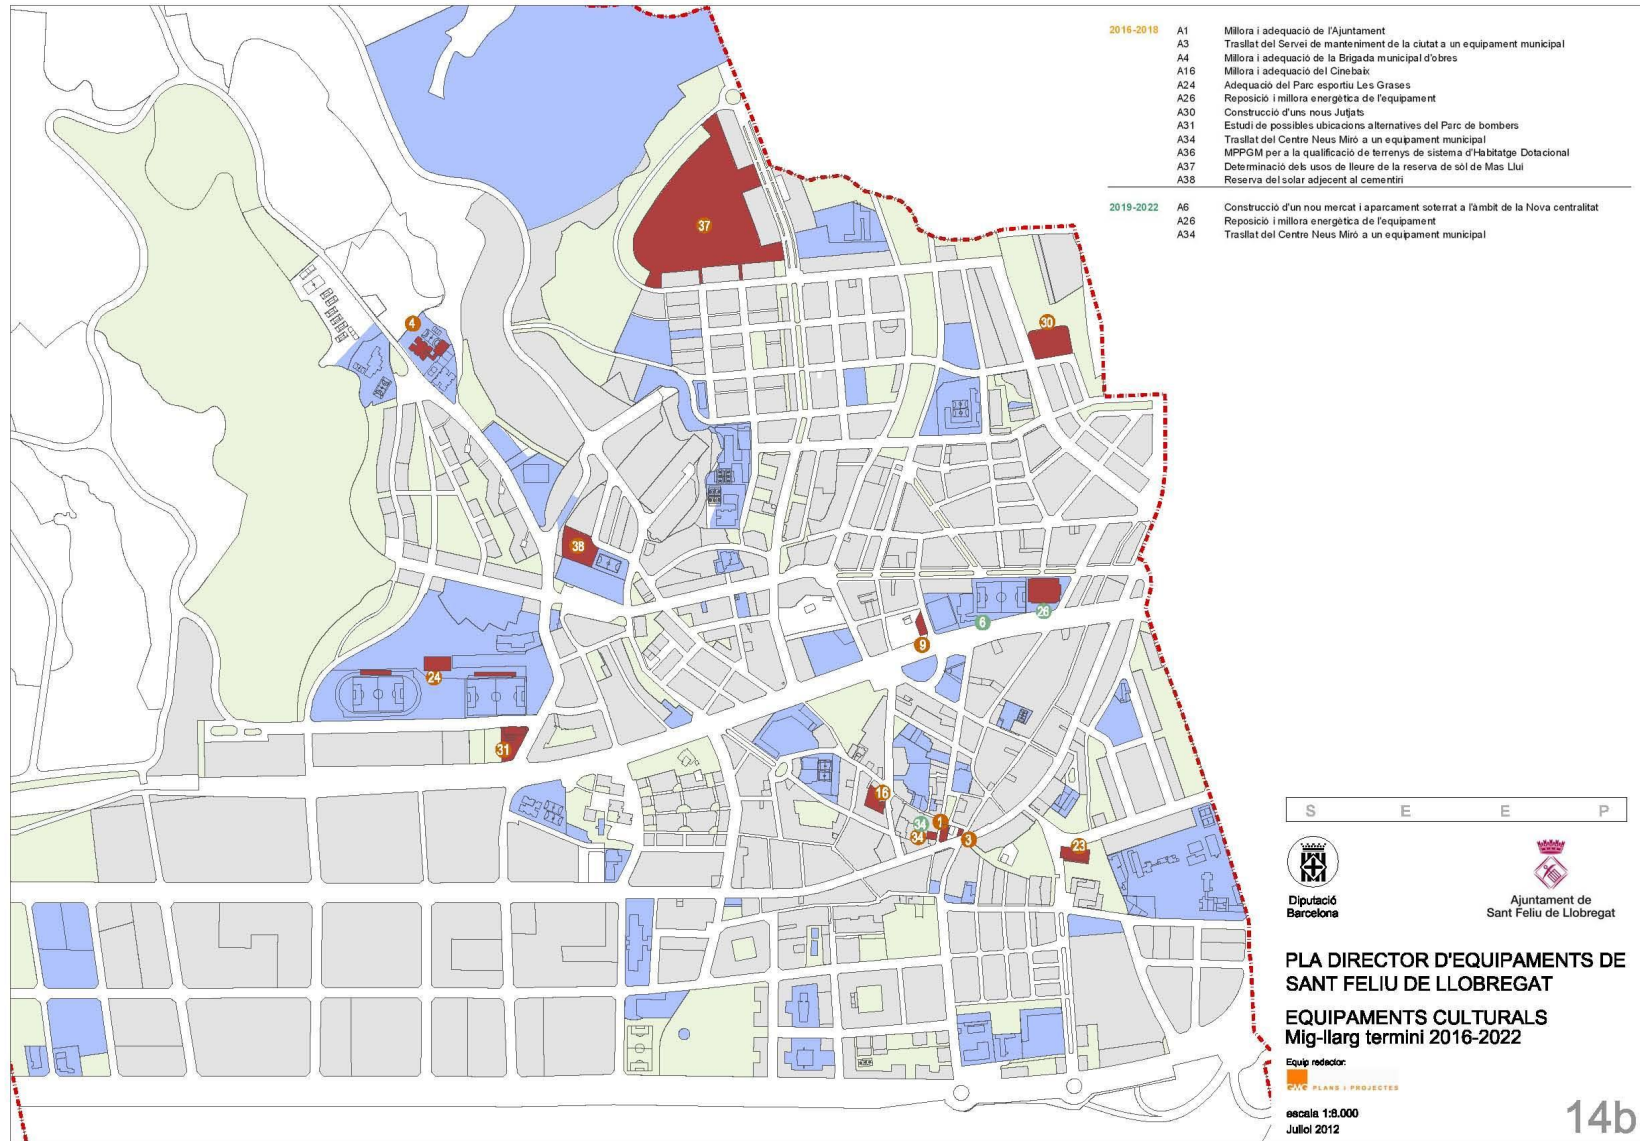 2016-2018 A1 Millora i adequació de l'Ajuntament
A3 Trasllat del Servei de manteniment de la ciutat a un equipament municipal
A4 Millora i adequació de la Brigada municipal d'obres
A16 Millora i adequació del Cinebaix
A24 Adequació del Parc esportiu Les Grases
A26 Reposició i millora energètica de l'equipament
A30 Construcció d'uns nous Jutjats
A31 Estudi de possibles ubicacions alternatives del Parc de bombers
A34 Trasllat del Centre Neus Miró a un equipament municipal
A36 MPPGM per a la qualificació de terrenys de sistema d'Habitatge Dotacional
A37 Determinació dels usos de lleure de la reserva de sòl de Mas Lluí
A38 Reserva del solar adjecent al cementiri
2019-2022 A6 Construcció d'un nou mercat i aparcament soterrat a l'àmbit de la Nova centralitat
A26 Reposició i millora energètica de l'equipament
A34 Trasllat del Centre Neus Miró a un equipament municipal
37
4
30
38
26
6
9
24
31
16
34
1
34
3
23
S E E P
Diputació
Barcelona
Ajuntament de
Sant Feliu de Llobregat
PLA DIRECTOR D'EQUIPAMENTS DE
SANT FELIU DE LLOBREGAT
EQUIPAMENTS CULTURALS
Mig-llarg termini 2016-2022
Equip redactor:
PLANS I PROJECTES
escala 1:8.000
Juliol 2012
14b